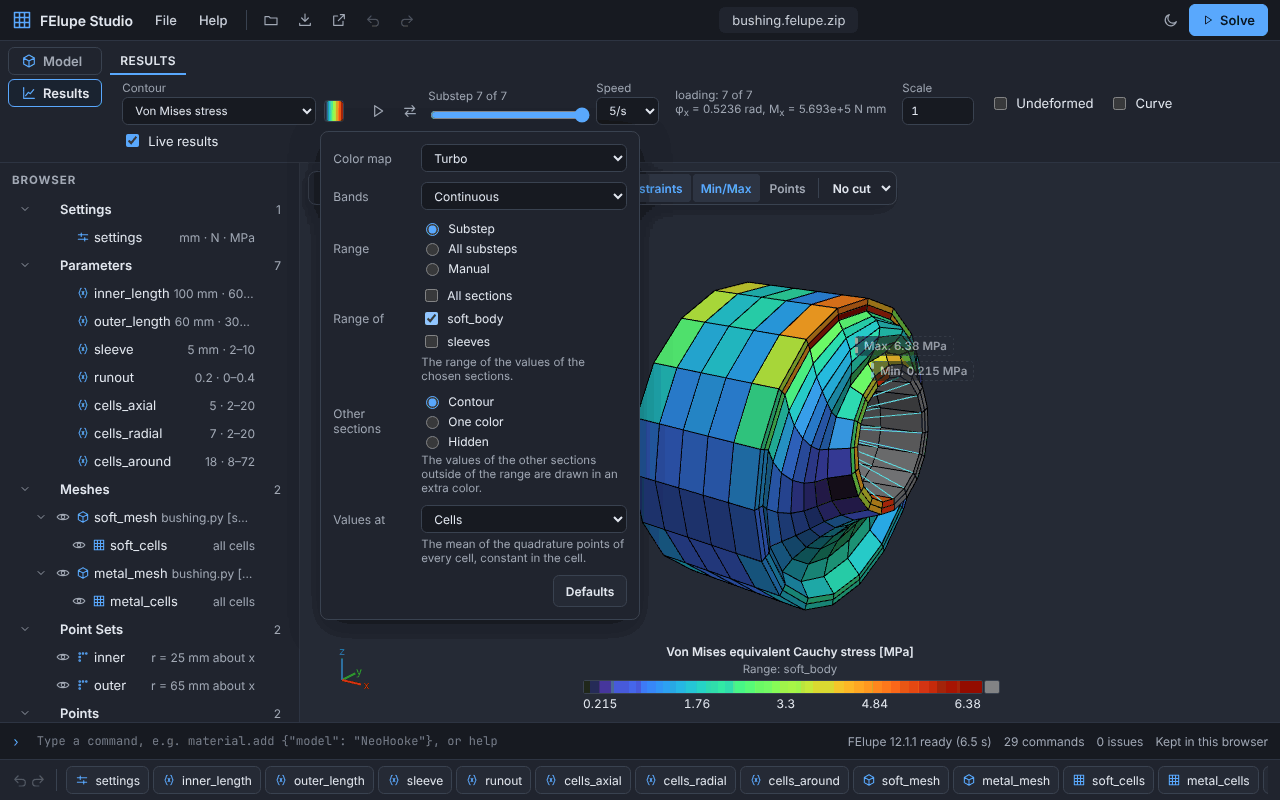 FElupe Studio File Help bushing.felupe.zip Solve
Model RESULTS
Results Contour Substep 7 of 7 Speed loading: 7 of 7 Scale
Von Mises stress 5/s φx = 0.5236 rad, Mx = 5.693e+5 N mm 1 Undeformed Curve
Live results
BROWSER
Settings 1
settings mm · N · MPa
Parameters 7
inner_length 100 mm · 60...
outer_length 60 mm · 30...
sleeve 5 mm · 2–10
runout 0.2 · 0–0.4
cells_axial 5 · 2–20
cells_radial 7 · 2–20
cells_around 18 · 8–72
Meshes 2
soft_mesh bushing.py [s...
soft_cells all cells
metal_mesh bushing.py [...
metal_cells all cells
Point Sets 2
inner r = 25 mm about x
outer r = 65 mm about x
Points 2
Color map Turbo
Bands Continuous
Range Substep
All substeps
Manual
Range of All sections
soft_body
sleeves
The range of the values of the
chosen sections.
Other sections Contour
One color
Hidden
The values of the other sections
outside of the range are drawn in an
extra color.
Values at Cells
The mean of the quadrature points of
every cell, constant in the cell.
Defaults
straints Min/Max Points No cut
Max. 6.38 MPa
Min. 0.215 MPa
z
y
x
Von Mises equivalent Cauchy stress [MPa]
Range: soft_body
0.215 1.76 3.3 4.84 6.38
› Type a command, e.g. material.add {"model": "NeoHooke"}, or help FElupe 12.1.1 ready (6.5 s) 29 commands 0 issues Kept in this browser
settings inner_length outer_length sleeve runout cells_axial cells_radial cells_around soft_mesh metal_mesh soft_cells metal_cells